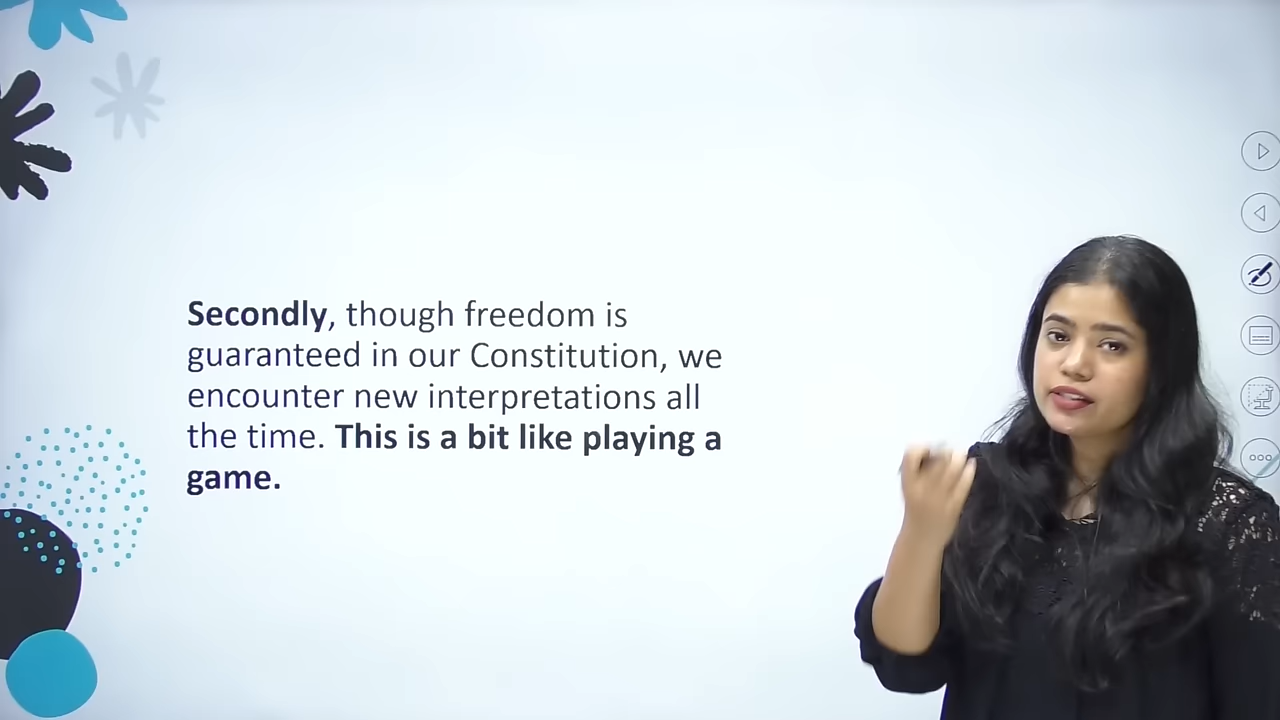 Secondly, though freedom is
guaranteed in our Constitution, we
encounter new interpretations all
the time. This is a bit like playing a
game.